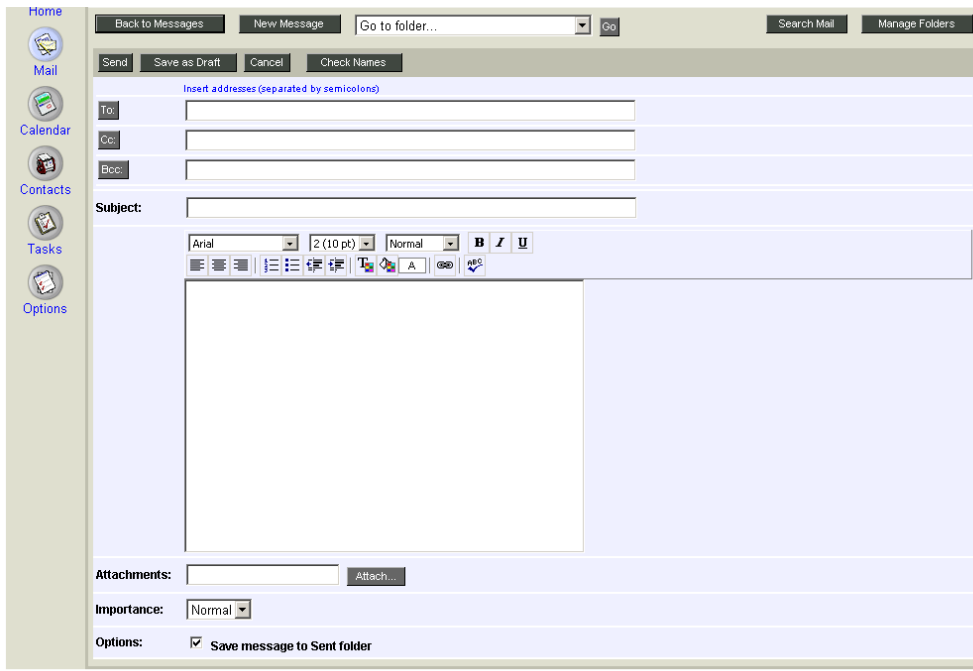 Home
Mail
Calendar
Contacts
Tasks
Options
Back to Messages New Message Go to folder... Go Search Mail Manage Folders
Send Save as Draft Cancel Check Names
Insert addresses (separated by semicolons)
To:
Cc:
Bcc:
Subject:
Arial 2 (10 pt) Normal B I U
T A ABC
Attachments: Attach...
Importance: Normal
Options: Save message to Sent folder